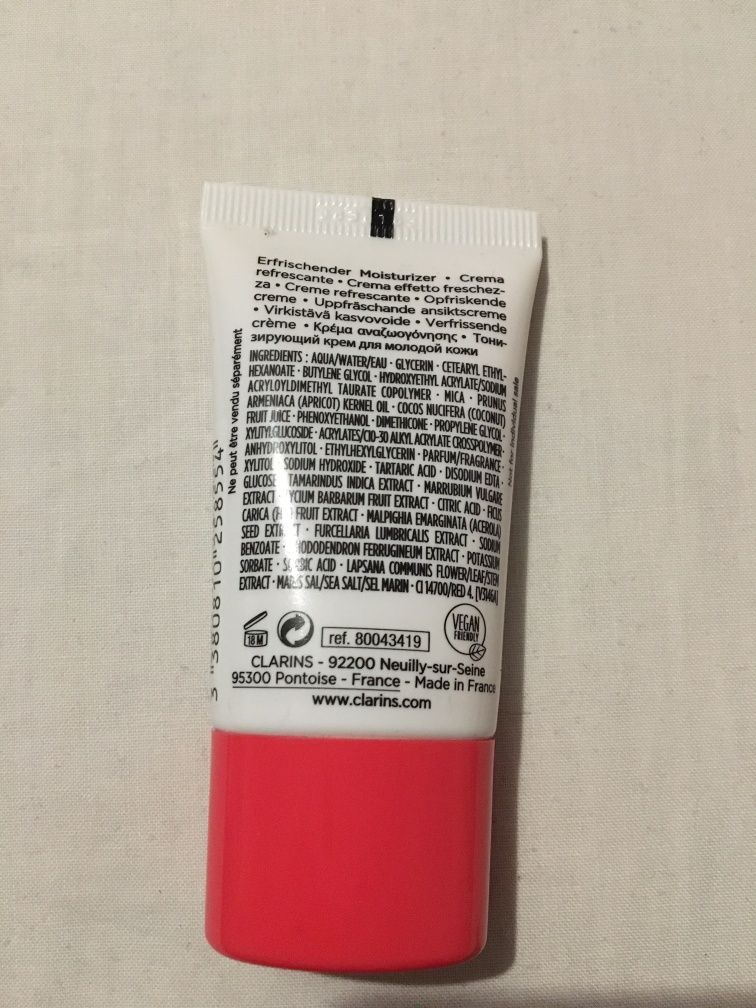 Erfrischender Moisturizer • Crema
refrescante • Crema effetto freschez-
za • Creme refrescante • Opfriskende
creme • Uppfräschande ansiktscreme
• Virkistävä kasvovoide • Verfrissende
crème • Κρέμα αναζωογόνησης • Тони-
зирующий крем для молодой кожи
INGREDIENTS : AQUA/WATER/EAU · GLYCERIN · CETEARYL ETHYL-
HEXANOATE · BUTYLENE GLYCOL · HYDROXYETHYL ACRYLATE/SODIUM
ACRYLOYLDIMETHYL TAURATE COPOLYMER · MICA · PRUNUS
ARMENIACA (APRICOT) KERNEL OIL · COCOS NUCIFERA (COCONUT)
FRUIT JUICE · PHENOXYETHANOL · DIMETHICONE · PROPYLENE GLYCOL ·
XYLITYLGLUCOSIDE · ACRYLATES/C10-30 ALKYL ACRYLATE CROSSPOLYMER ·
ANHYDROXYLITOL · ETHYLHEXYLGLYCERIN · PARFUM/FRAGRANCE ·
XYLITOL SODIUM HYDROXIDE · TARTARIC ACID · DISODIUM EDTA ·
GLUCOSE TAMARINDUS INDICA EXTRACT · MARRUBIUM VULGARE
EXTRACT BARBARUM FRUIT EXTRACT · CITRIC ACID · FICUS
CARICA FRUIT EXTRACT · MALPIGHIA EMARGINATA (ACEROLA)
SEED · FURCELLARIA LUMBRICALIS EXTRACT · SODIUM
BENZOATE · FERRUGINEUM EXTRACT · POTASSIUM
SORBATE · ACID · LAPSANA COMMUNIS FLOWER/LEAF/STEM
EXTRACT · MARIS SAL/SEA SALT/SEL MARIN · CI 14700/RED 4. [V3146A]
Ne peut être vendu séparément
Not for individual sale
3 "380810"258554"
18 M
ref. 80043419
VEGAN
FRIENDLY
CLARINS - 92200 Neuilly-sur-Seine
95300 Pontoise - France - Made in France
www.clarins.com